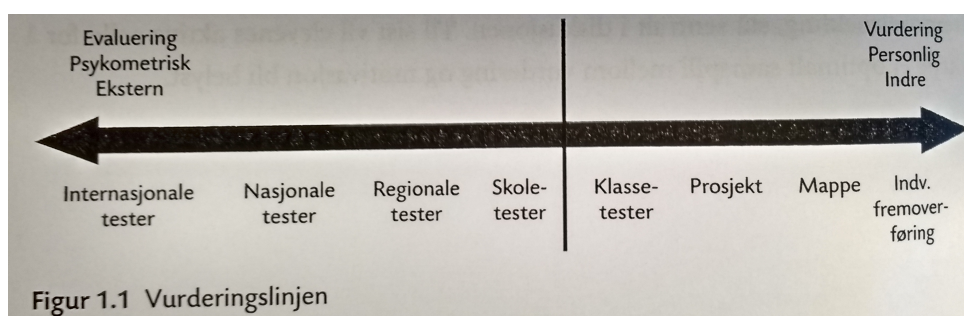 Evaluering
Psykometrisk
Ekstern
Vurdering
Personlig
Indre
Internasjonale
tester
Nasjonale
tester
Regionale
tester
Skole-
tester
Klasse-
tester
Prosjekt
Mappe
Indv.
fremover-
føring
Figur 1.1 Vurderingslinjen